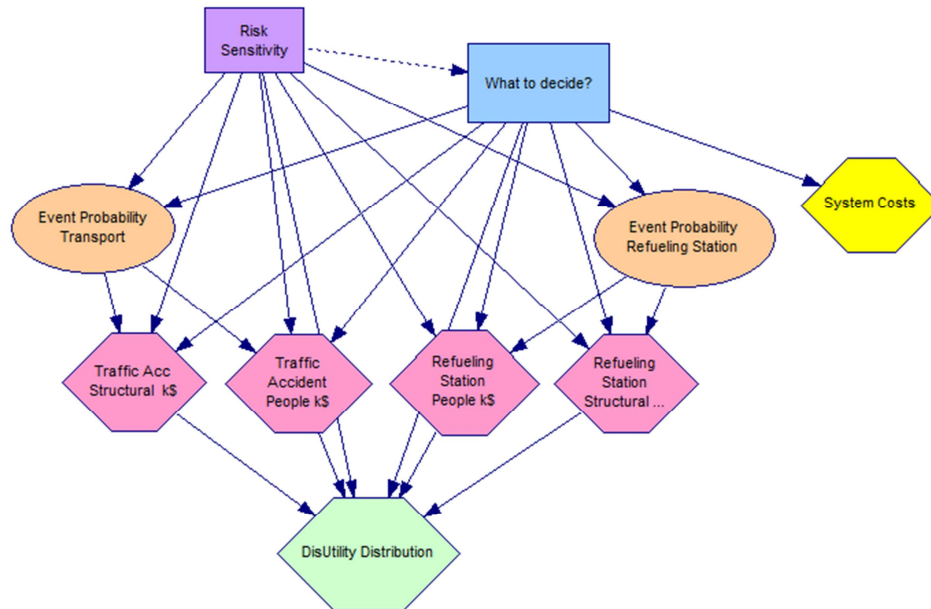 Risk
Sensitivity
What to decide?
Event Probability
Transport
Event Probability
Refueling Station
System Costs
Traffic Acc
Structural k$
Traffic
Accident
People k$
Refueling
Station
People k$
Refueling
Station
Structural ...
DisUtility Distribution